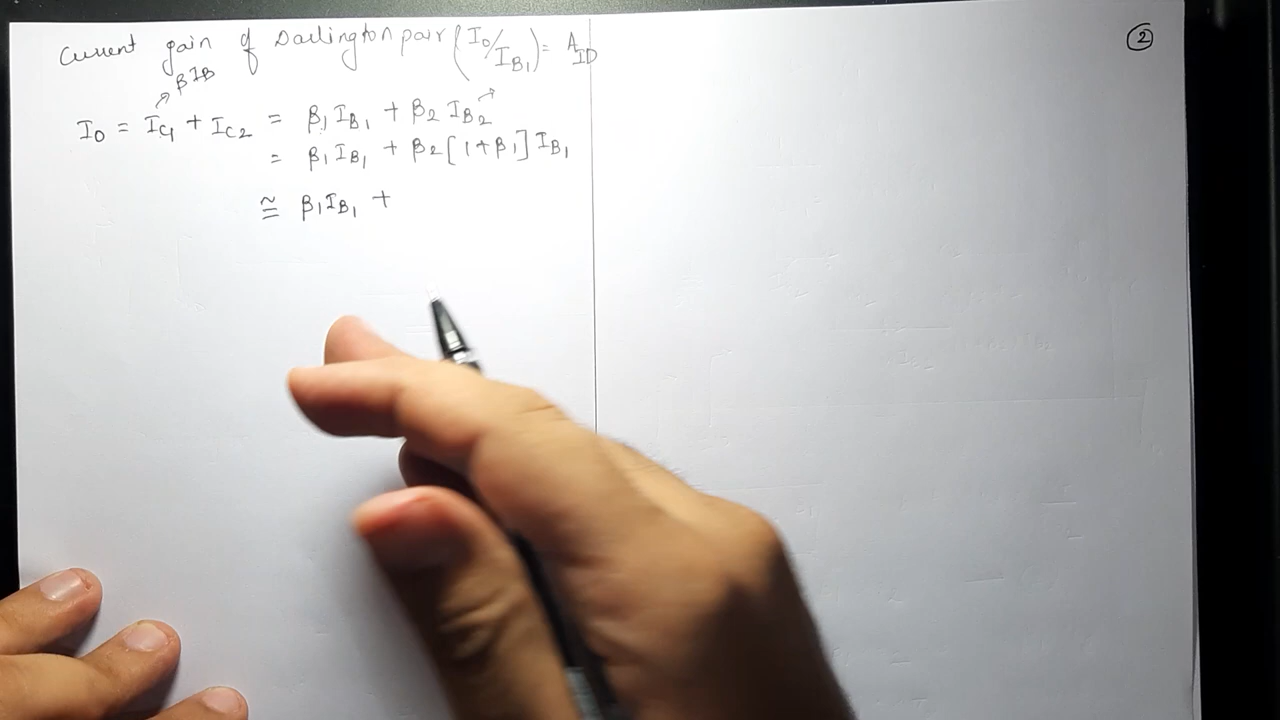 Current gain of Darlington pair (I0/IB1) = AID
②
βIB
I0 = IC1 + IC2 = β1IB1 + β2IB2
= β1IB1 + β2[1+β1]IB1
≅ β1IB1 +